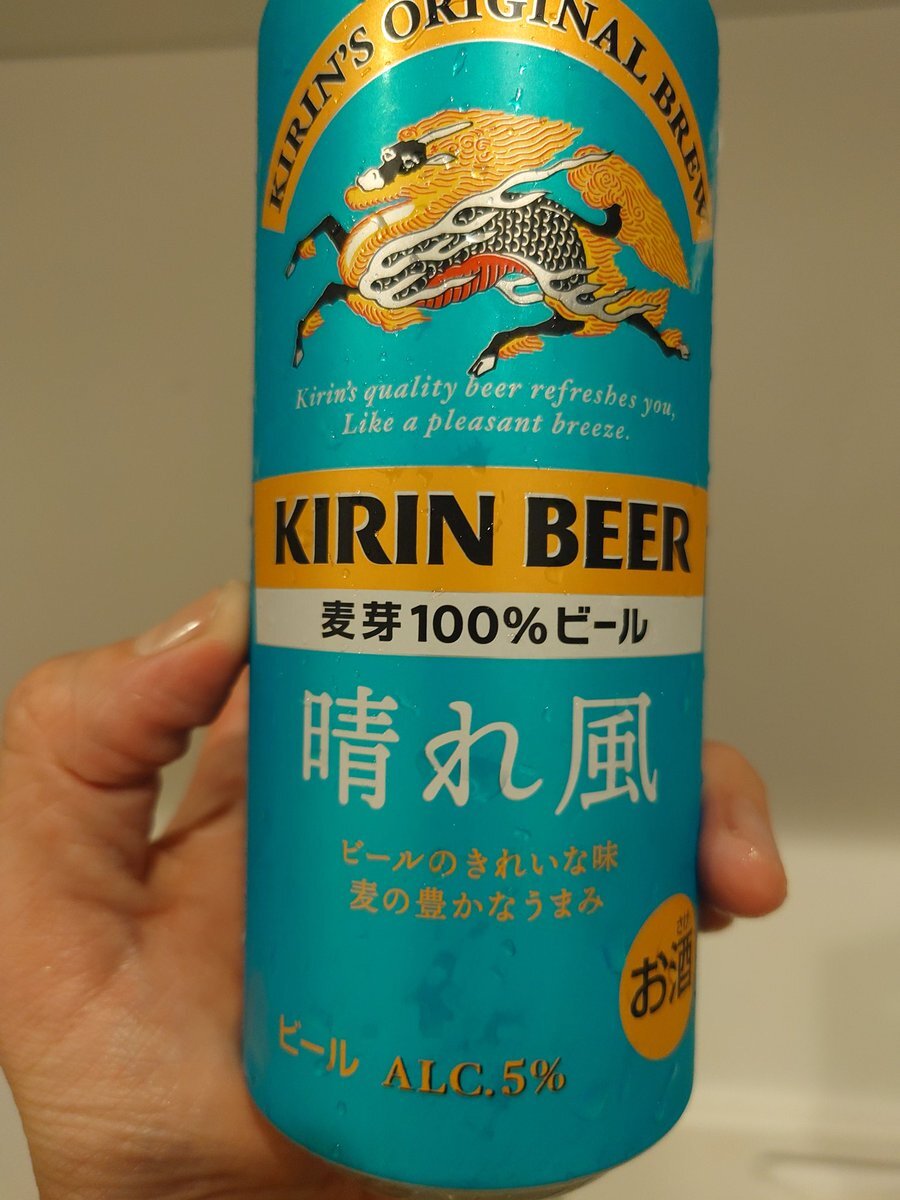 KIRIN'S ORIGINAL BREW
Kirin's quality beer refreshes you,
Like a pleasant breeze.
KIRIN BEER
麦芽100%ビール
晴れ風
ビールのきれいな味
麦の豊かなうまみ
さけ
お酒
ビール ALC.5%